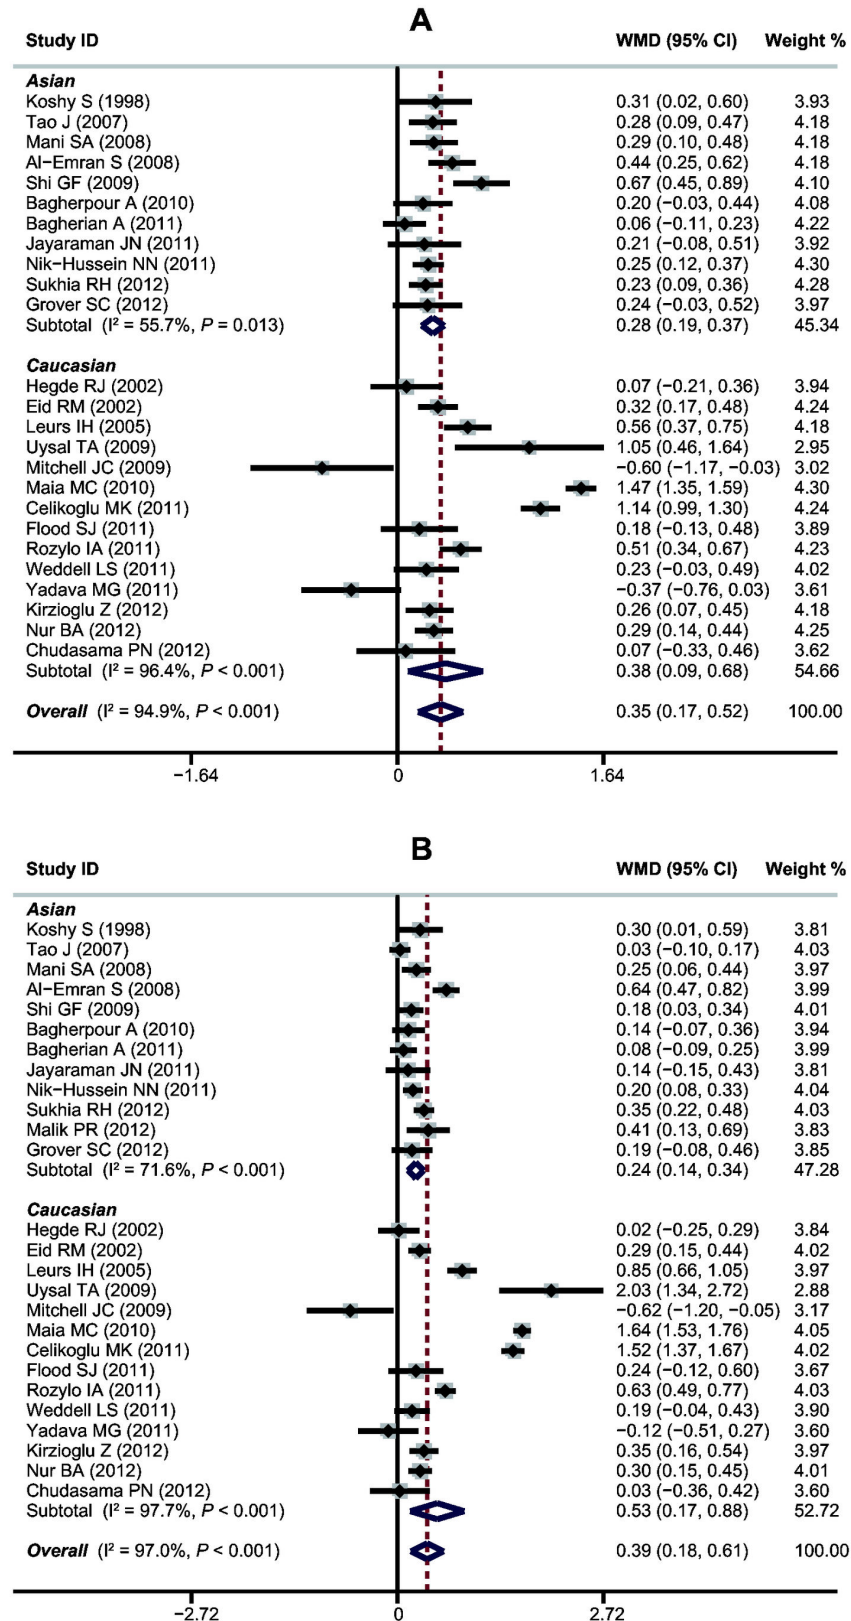 A
Study ID WMD (95% CI) Weight %
Asian
Koshy S (1998) 0.31 (0.02, 0.60) 3.93
Tao J (2007) 0.28 (0.09, 0.47) 4.18
Mani SA (2008) 0.29 (0.10, 0.48) 4.18
Al−Emran S (2008) 0.44 (0.25, 0.62) 4.18
Shi GF (2009) 0.67 (0.45, 0.89) 4.10
Bagherpour A (2010) 0.20 (−0.03, 0.44) 4.08
Bagherian A (2011) 0.06 (−0.11, 0.23) 4.22
Jayaraman JN (2011) 0.21 (−0.08, 0.51) 3.92
Nik−Hussein NN (2011) 0.25 (0.12, 0.37) 4.30
Sukhia RH (2012) 0.23 (0.09, 0.36) 4.28
Grover SC (2012) 0.24 (−0.03, 0.52) 3.97
Subtotal (I² = 55.7%, P = 0.013) 0.28 (0.19, 0.37) 45.34
Caucasian
Hegde RJ (2002) 0.07 (−0.21, 0.36) 3.94
Eid RM (2002) 0.32 (0.17, 0.48) 4.24
Leurs IH (2005) 0.56 (0.37, 0.75) 4.18
Uysal TA (2009) 1.05 (0.46, 1.64) 2.95
Mitchell JC (2009) −0.60 (−1.17, −0.03) 3.02
Maia MC (2010) 1.47 (1.35, 1.59) 4.30
Celikoglu MK (2011) 1.14 (0.99, 1.30) 4.24
Flood SJ (2011) 0.18 (−0.13, 0.48) 3.89
Rozylo IA (2011) 0.51 (0.34, 0.67) 4.23
Weddell LS (2011) 0.23 (−0.03, 0.49) 4.02
Yadava MG (2011) −0.37 (−0.76, 0.03) 3.61
Kirzioglu Z (2012) 0.26 (0.07, 0.45) 4.18
Nur BA (2012) 0.29 (0.14, 0.44) 4.25
Chudasama PN (2012) 0.07 (−0.33, 0.46) 3.62
Subtotal (I² = 96.4%, P < 0.001) 0.38 (0.09, 0.68) 54.66
Overall (I² = 94.9%, P < 0.001) 0.35 (0.17, 0.52) 100.00
−1.64 0 1.64
B
Study ID WMD (95% CI) Weight %
Asian
Koshy S (1998) 0.30 (0.01, 0.59) 3.81
Tao J (2007) 0.03 (−0.10, 0.17) 4.03
Mani SA (2008) 0.25 (0.06, 0.44) 3.97
Al−Emran S (2008) 0.64 (0.47, 0.82) 3.99
Shi GF (2009) 0.18 (0.03, 0.34) 4.01
Bagherpour A (2010) 0.14 (−0.07, 0.36) 3.94
Bagherian A (2011) 0.08 (−0.09, 0.25) 3.99
Jayaraman JN (2011) 0.14 (−0.15, 0.43) 3.81
Nik−Hussein NN (2011) 0.20 (0.08, 0.33) 4.04
Sukhia RH (2012) 0.35 (0.22, 0.48) 4.03
Malik PR (2012) 0.41 (0.13, 0.69) 3.83
Grover SC (2012) 0.19 (−0.08, 0.46) 3.85
Subtotal (I² = 71.6%, P < 0.001) 0.24 (0.14, 0.34) 47.28
Caucasian
Hegde RJ (2002) 0.02 (−0.25, 0.29) 3.84
Eid RM (2002) 0.29 (0.15, 0.44) 4.02
Leurs IH (2005) 0.85 (0.66, 1.05) 3.97
Uysal TA (2009) 2.03 (1.34, 2.72) 2.88
Mitchell JC (2009) −0.62 (−1.20, −0.05) 3.17
Maia MC (2010) 1.64 (1.53, 1.76) 4.05
Celikoglu MK (2011) 1.52 (1.37, 1.67) 4.02
Flood SJ (2011) 0.24 (−0.12, 0.60) 3.67
Rozylo IA (2011) 0.63 (0.49, 0.77) 4.03
Weddell LS (2011) 0.19 (−0.04, 0.43) 3.90
Yadava MG (2011) −0.12 (−0.51, 0.27) 3.60
Kirzioglu Z (2012) 0.35 (0.16, 0.54) 3.97
Nur BA (2012) 0.30 (0.15, 0.45) 4.01
Chudasama PN (2012) 0.03 (−0.36, 0.42) 3.60
Subtotal (I² = 97.7%, P < 0.001) 0.53 (0.17, 0.88) 52.72
Overall (I² = 97.0%, P < 0.001) 0.39 (0.18, 0.61) 100.00
−2.72 0 2.72